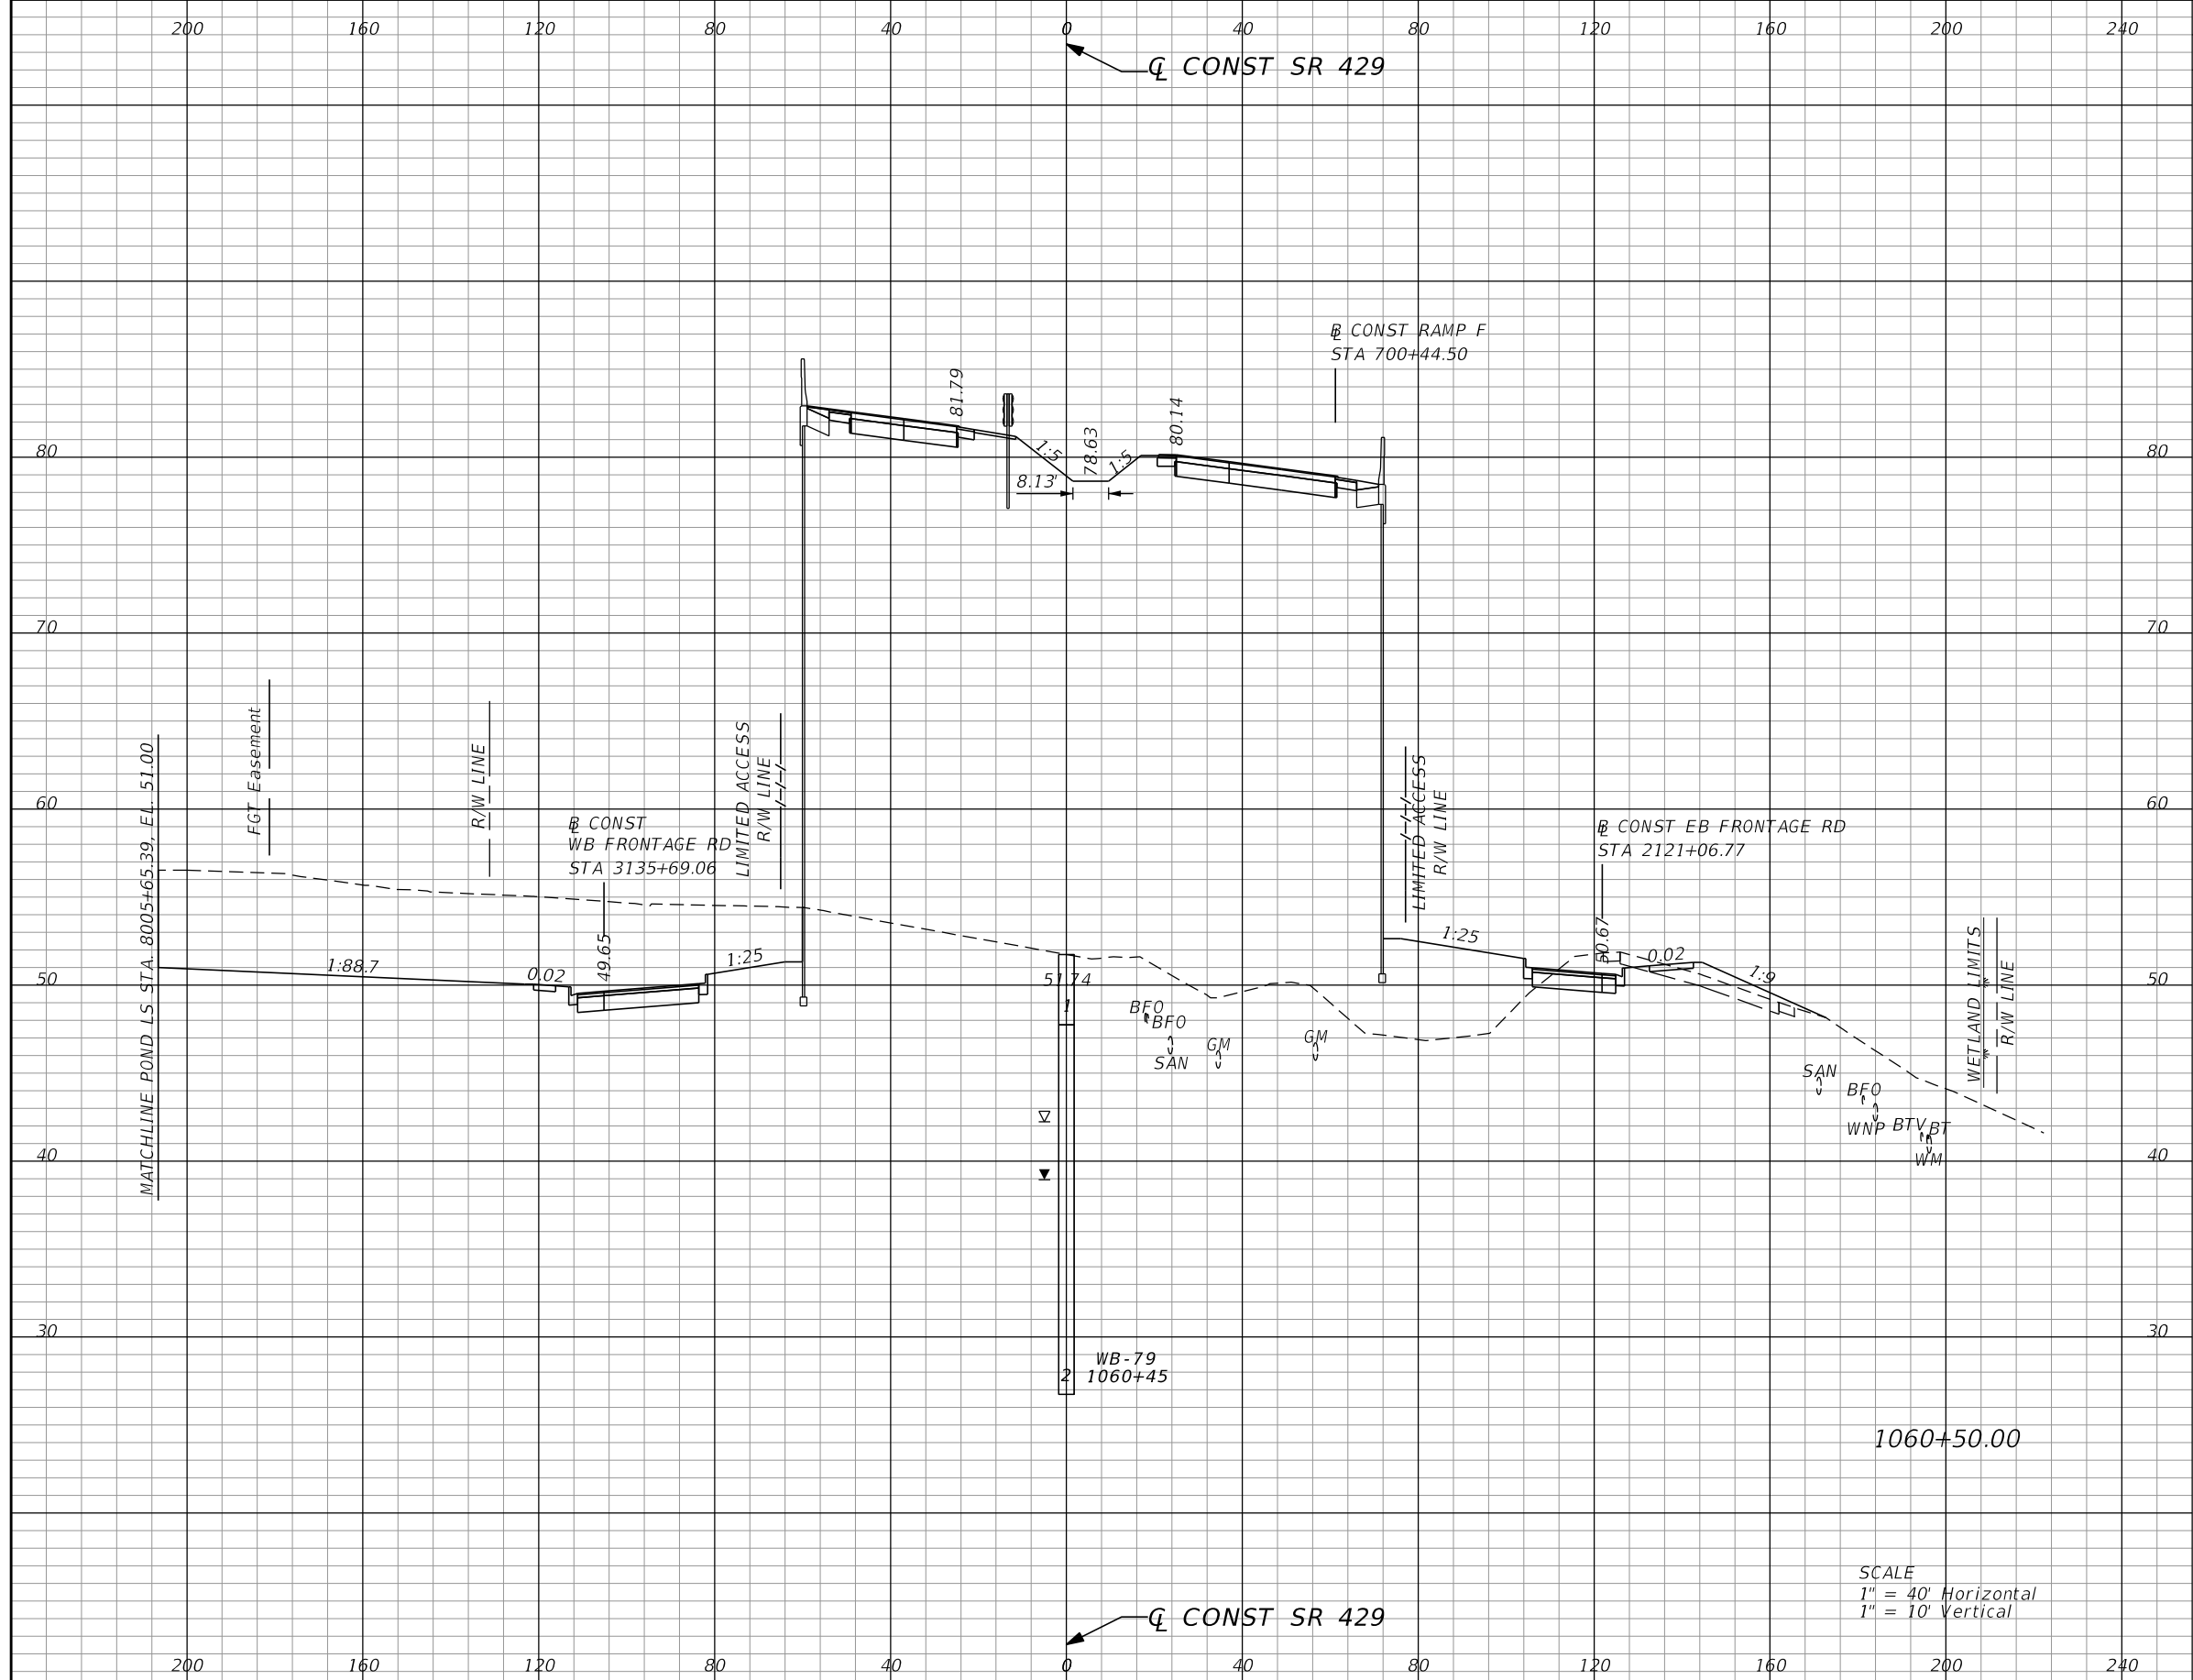 200 160 120 80 40 0 40 80 120 160 200 240
℄ CONST SR 429
B̲L CONST RAMP F
STA 700+44.50
81.79
80.14
78.63
1:5
1:5
8.13'
80 80
70 70
60 60
50 50
40 40
30 30
MATCHLINE POND LS STA. 8005+65.39, EL. 51.00
FGT Easement
R/W LINE
BL CONST
WB FRONTAGE RD
STA 3135+69.06
LIMITED ACCESS
R/W LINE
LIMITED ACCESS
R/W LINE
BL CONST EB FRONTAGE RD
STA 2121+06.77
1:88.7
0.02
49.65
1:25
51.74
1
BFO
BFO
SAN
GM
GM
1:25
50.67
0.02
1:9
WETLAND LIMITS
R/W LINE
SAN
BFO
WNP
BTV
BT
WM
WB-79
2 1060+45
1060+50.00
SCALE
1" = 40' Horizontal
1" = 10' Vertical
℄ CONST SR 429
200 160 120 80 40 0 40 80 120 160 200 240